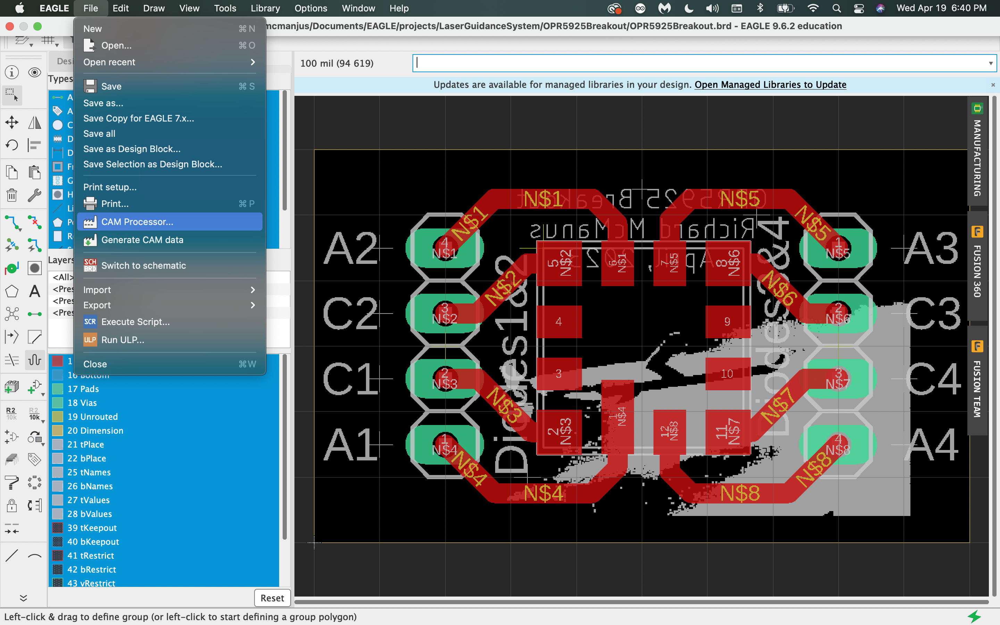 EAGLE File Edit Draw View Tools Library Options Window Help Wed Apr 19 6:40 PM
mcmanjus/Documents/EAGLE/projects/LaserGuidanceSystem/OPR5925Breakout/OPR5925Breakout.brd - EAGLE 9.6.2 education
New ⌘ N
Open... ⌘ O
Open recent
Save ⌘ S
Save as...
Save Copy for EAGLE 7.x...
Save all
Save as Design Block...
Save Selection as Design Block...
Print setup...
Print... ⌘ P
CAM Processor...
Generate CAM data
SCH
BRD
Switch to schematic
Import
Export
SCR Execute Script...
ULP Run ULP...
Close ⌘ W
Desi
Types
A
A
C
D
D
Fr
G
H
Li
P
R
Layers
<All>
<Pres
<Pres
<Pres
1
16 Bottom
17 Pads
18 Vias
19 Unrouted
20 Dimension
21 tPlace
22 bPlace
25 tNames
26 bNames
27 tValues
28 bValues
39 tKeepout
40 bKeepout
41 tRestrict
42 bRestrict
43 vRestrict
Reset
R2
10k
R2
10k
100 mil (94 619)
Updates are available for managed libraries in your design. Open Managed Libraries to Update
OPR5925 Breakout
Richard McManus
April, 2023
A2
C2
C1
A1
A3
C3
C4
A4
Diodes1&2
Diodes3&4
N$1
N$1
N$5
N$5
N$2
N$6
N$3
N$7
N$4
N$4
N$8
N$8
4
N$1
3
N$2
2
N$3
1
N$4
1
N$5
2
N$6
3
N$7
4
N$8
5
N$2
6
N$1
7
N$5
8
N$6
4
9
3
10
2
N$3
1
N$4
12
N$8
11
N$7
MANUFACTURING
FUSION 360
FUSION TEAM
Left-click & drag to define group (or left-click to start defining a group polygon)